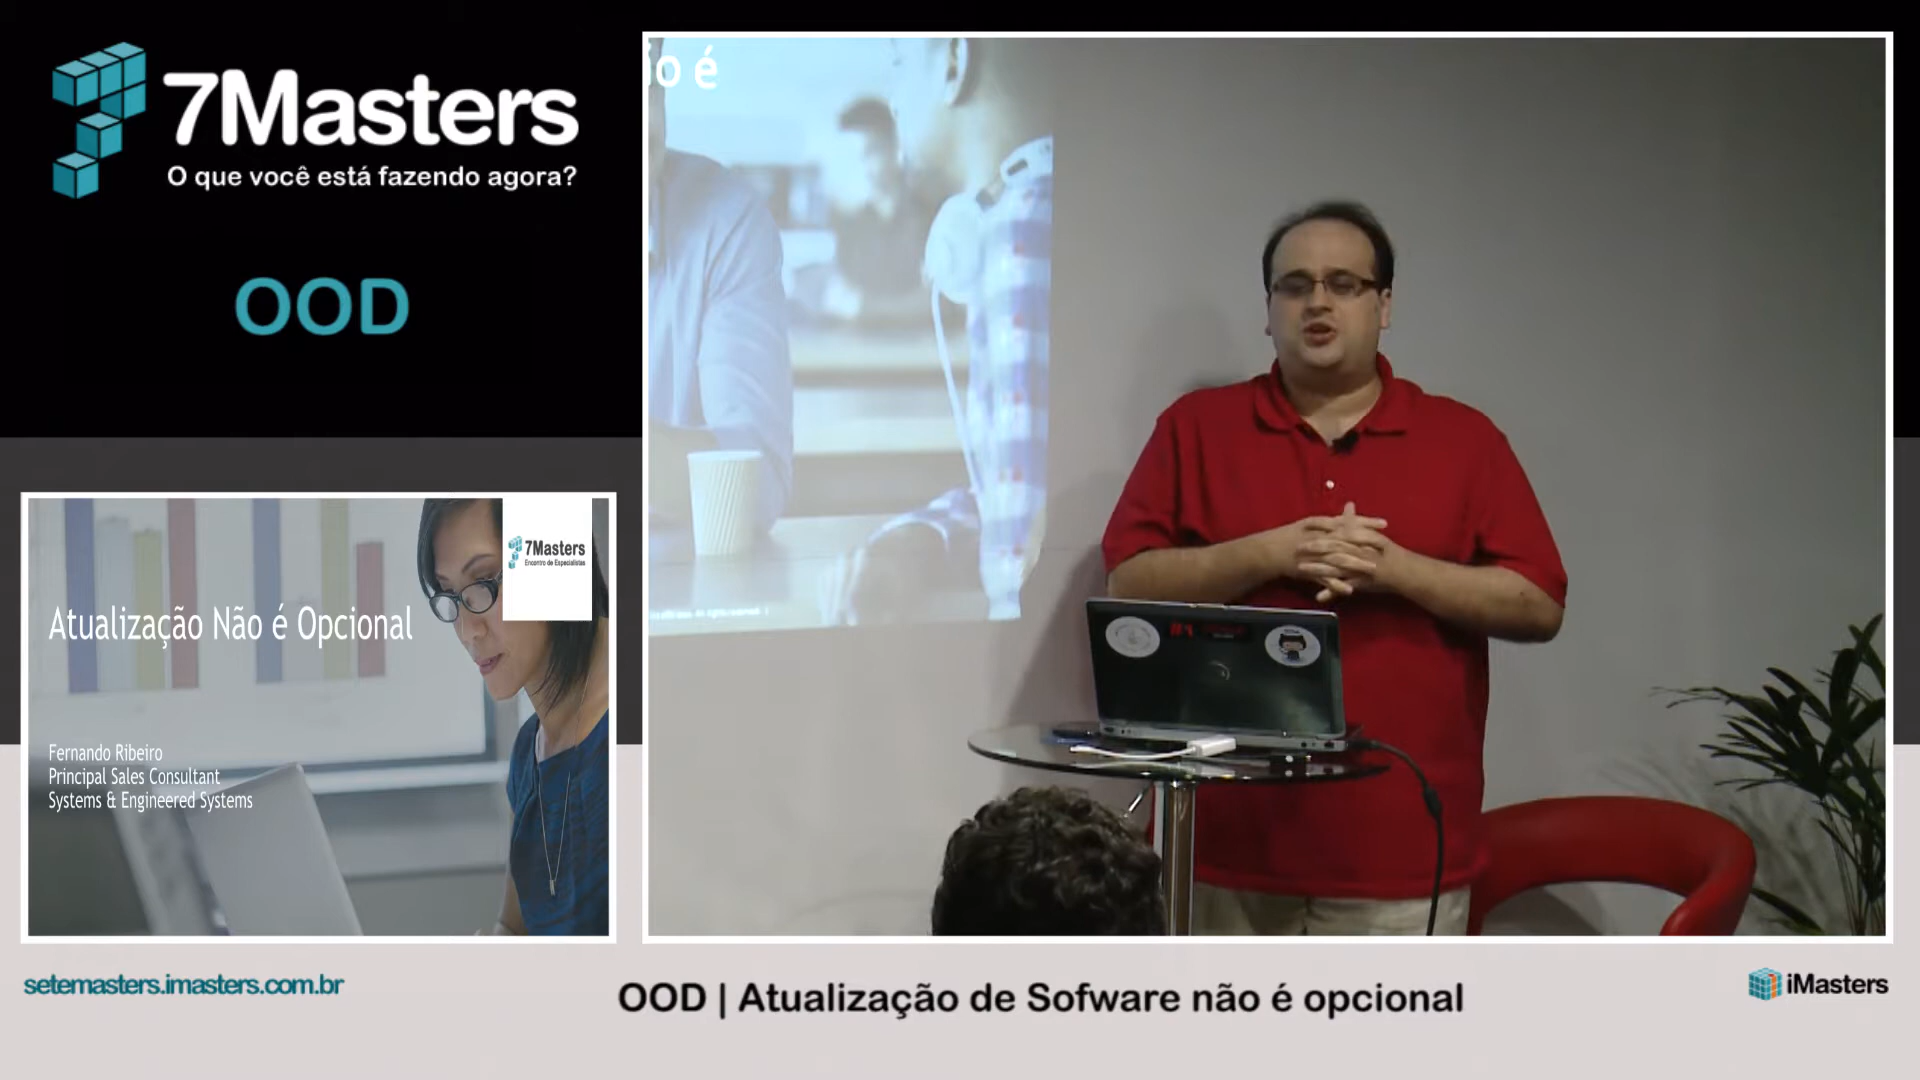 7Masters
O que você está fazendo agora?
OOD
o é
7Masters
Encontro de Especialistas
Atualização Não é Opcional
Fernando Ribeiro
Principal Sales Consultant
Systems & Engineered Systems
setemasters.imasters.com.br
OOD | Atualização de Sofware não é opcional
iMasters